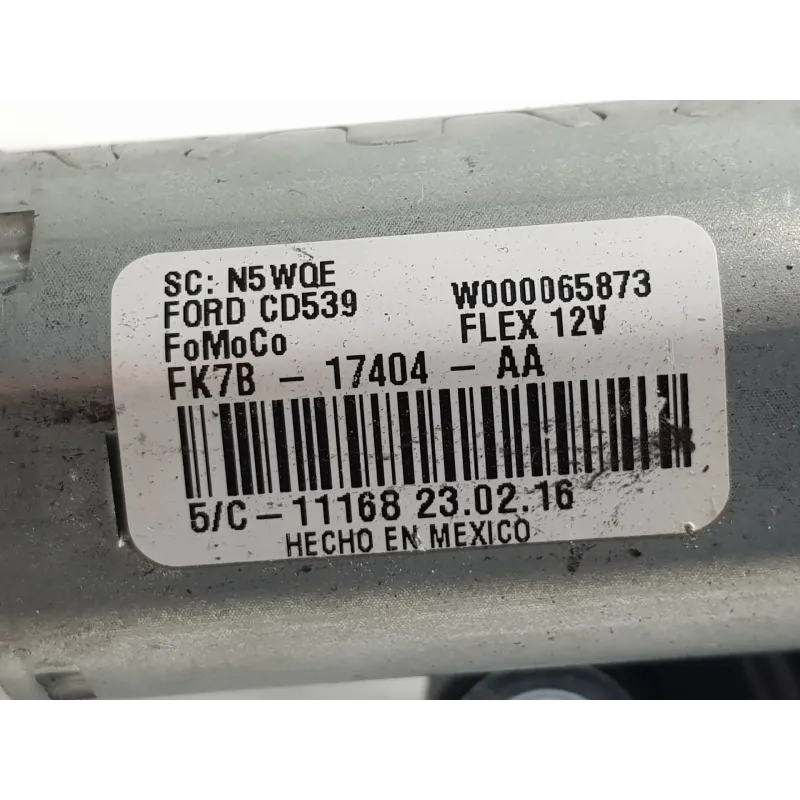 SC: N5WQE
FORD CD539 W000065873
FoMoCo FLEX 12V
FK7B - 17404 - AA
5/C-11168 23.02.16
HECHO EN MEXICO